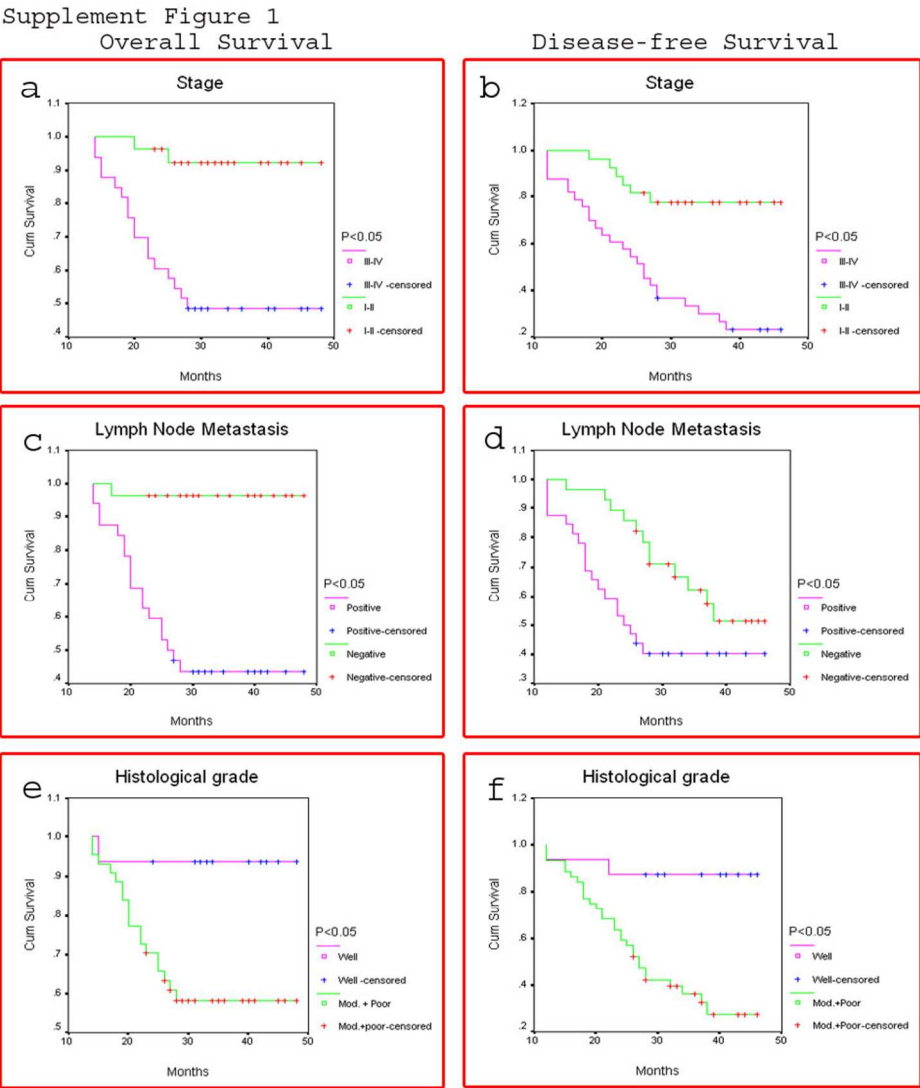 Supplement Figure 1
Overall Survival
Disease-free Survival
a
Stage
1.1
1.0
.9
.8
.7
.6
.5
.4
10
20
30
40
50
Cum Survival
Months
P<0.05
III-IV
III-IV -censored
I-II
I-II -censored
b
Stage
1.2
1.0
.8
.6
.4
.2
10
20
30
40
50
Cum Survival
Months
P<0.05
III-IV
III-IV -censored
I-II
I-II -censored
c
Lymph Node Metastasis
1.1
1.0
.9
.8
.7
.6
.5
.4
10
20
30
40
50
Cum Survival
Months
P<0.05
Positive
Positive-censored
Negative
Negative-censored
d
Lymph Node Metastasis
1.1
1.0
.9
.8
.7
.6
.5
.4
.3
10
20
30
40
50
Cum Survival
Months
P<0.05
Positive
Positive-censored
Negative
Negative-censored
e
Histological grade
1.1
1.0
.9
.8
.7
.6
.5
10
20
30
40
50
Cum Survival
Months
P<0.05
Well
Well -censored
Mod. + Poor
Mod.+poor-censored
f
Histological grade
1.2
1.0
.8
.6
.4
.2
10
20
30
40
50
Cum Survival
Months
P<0.05
Well
Well-censored
Mod.+Poor
Mod.+Poor-censored